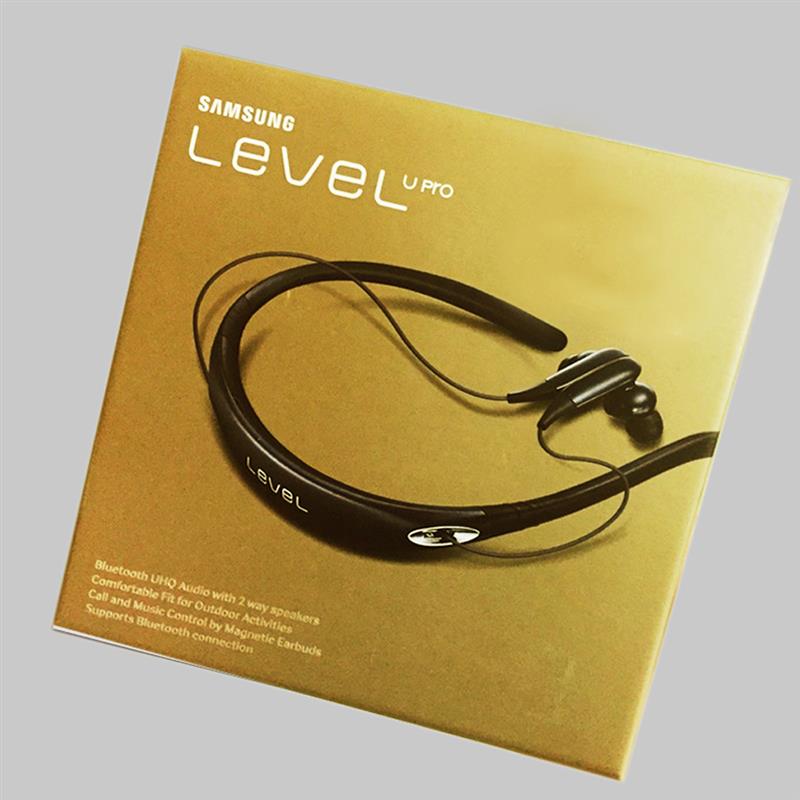 SAMSUNG
Level U Pro
Level
Bluetooth UHQ Audio with 2 way speakers
Comfortable Fit for Outdoor Activities
Call and Music Control by Magnetic Earbuds
Supports Bluetooth connection